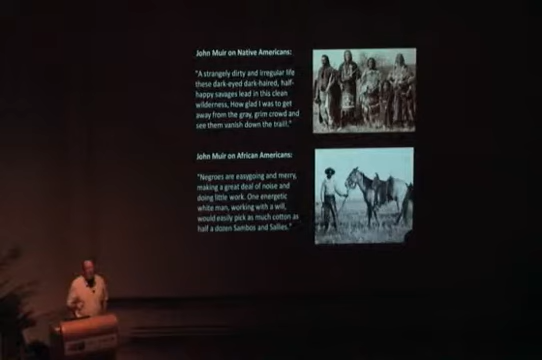 John Muir on Native Americans:
"A strangely dirty and irregular life
these dark-eyed dark-haired, half-
happy savages lead in this clean
wilderness. How glad I was to get
away from the gray, grim crowd and
see them vanish down the trail!."
John Muir on African Americans:
"Negroes are easygoing and merry,
making a great deal of noise and
doing little work. One energetic
white man, working with a will,
would easily pick as much cotton as
half a dozen Sambos and Sallies."